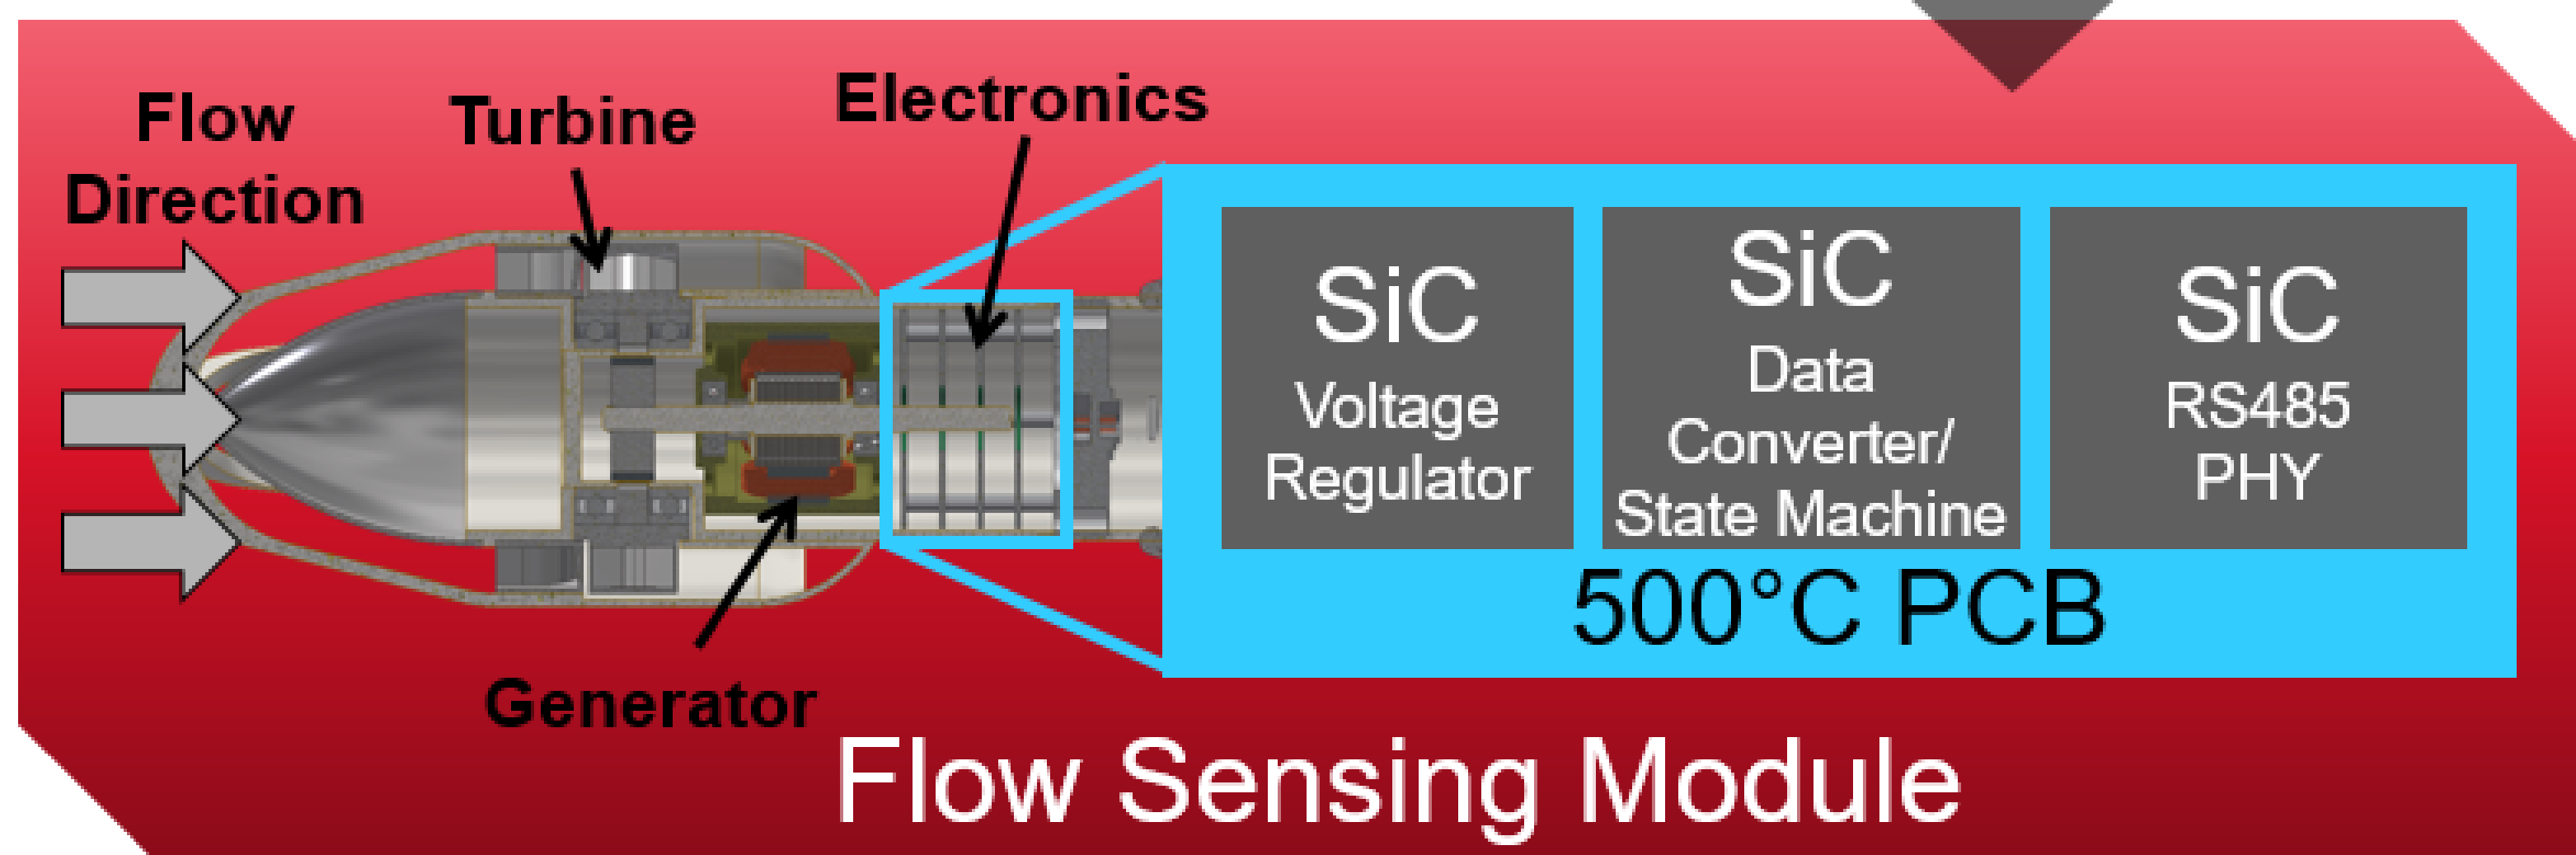 Flow
Direction
Turbine
Electronics
Generator
SiC
Voltage
Regulator
SiC
Data
Converter/
State Machine
SiC
RS485
PHY
500°C PCB
Flow Sensing Module